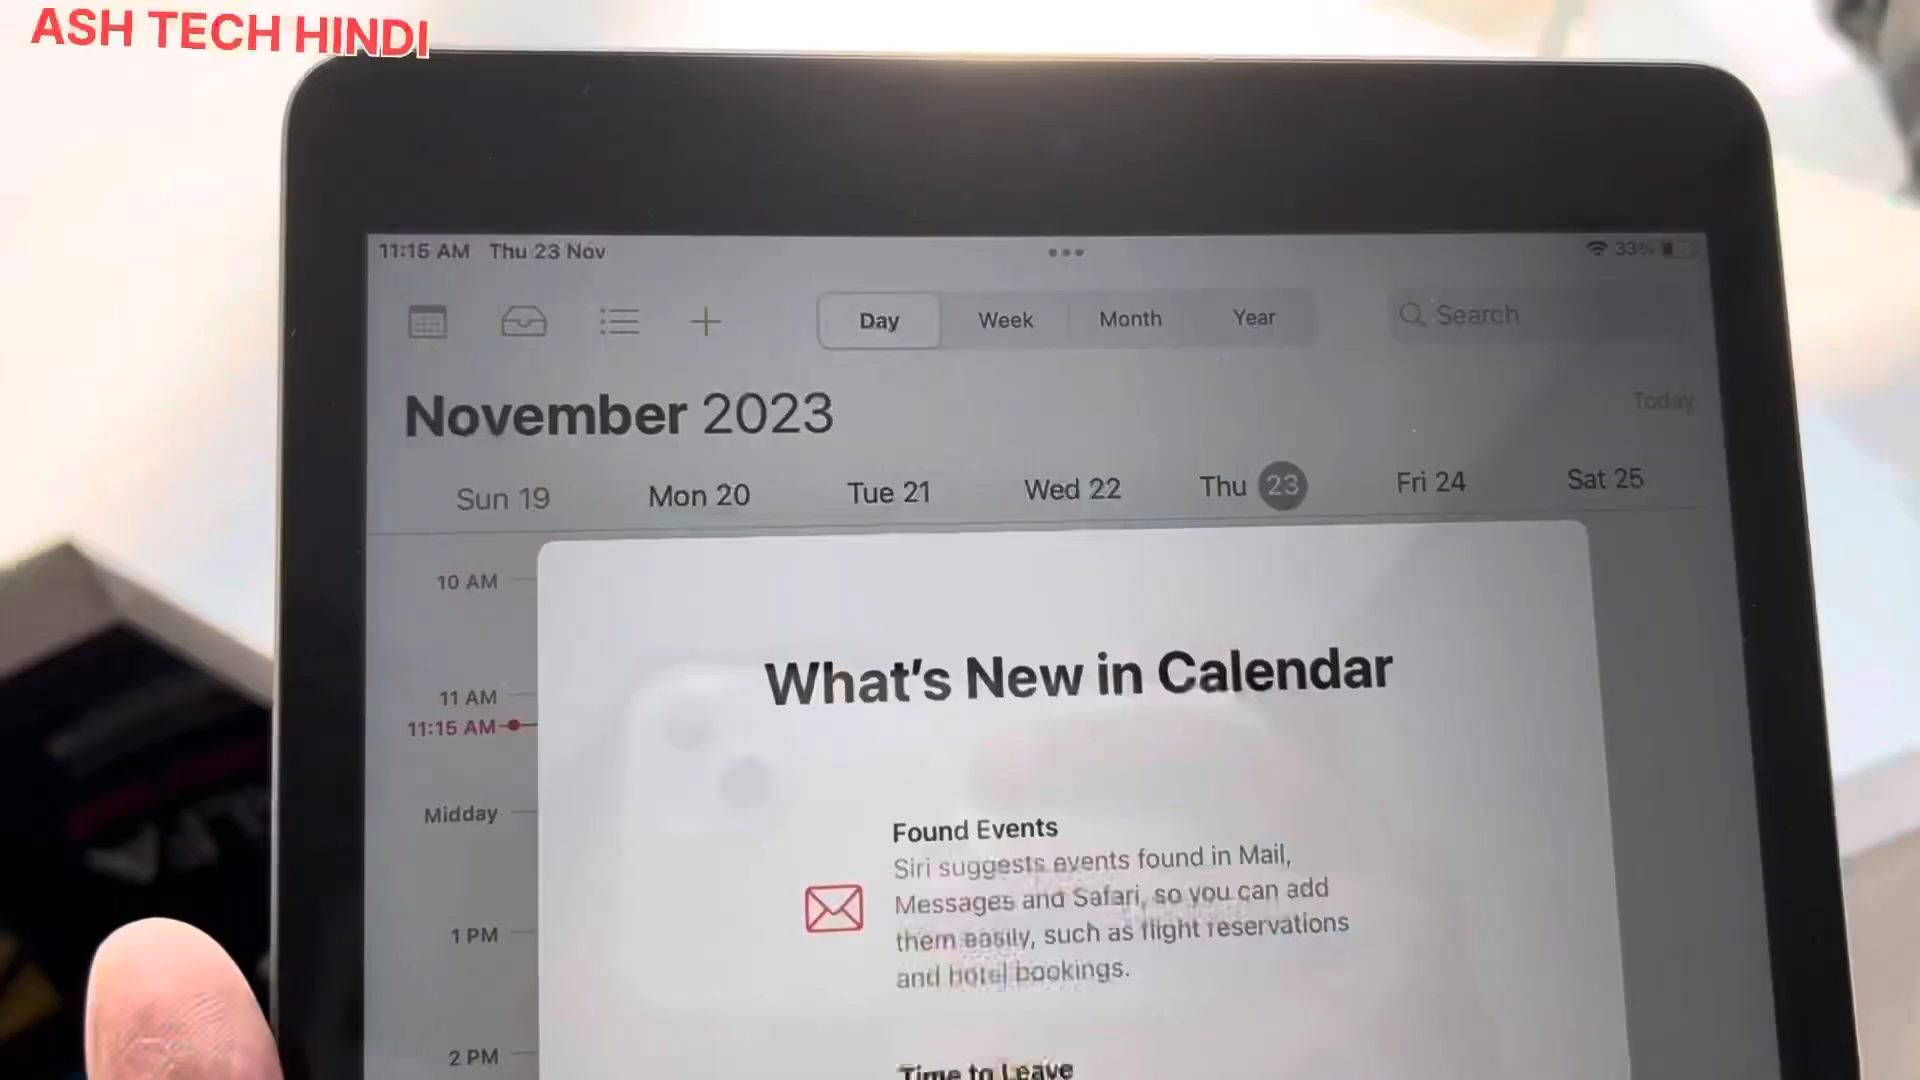 ASH TECH HINDI
11:15 AM Thu 23 Nov
33%
Day Week Month Year Search
November 2023
Today
Sun 19 Mon 20 Tue 21 Wed 22 Thu 23 Fri 24 Sat 25
10 AM
What's New in Calendar
11 AM
11:15 AM
Midday
Found Events
Siri suggests events found in Mail,
Messages and Safari, so you can add
them easily, such as flight reservations
and hotel bookings.
1 PM
2 PM
Time to Leave